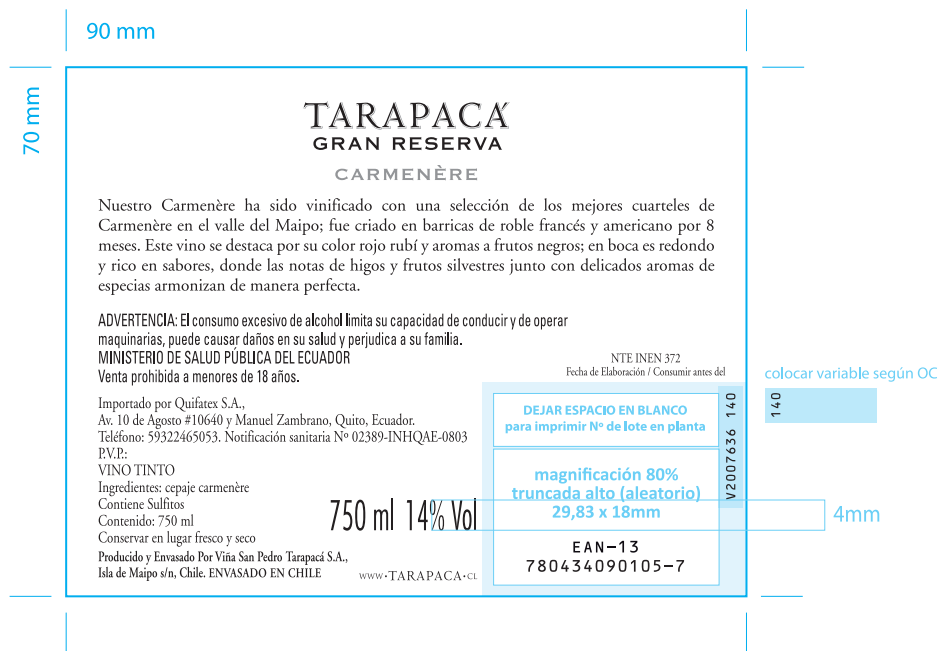 90 mm
70 mm
TARAPACÁ
GRAN RESERVA
CARMENÈRE
Nuestro Carmenère ha sido vinificado con una selección de los mejores cuarteles de
Carmenère en el valle del Maipo; fue criado en barricas de roble francés y americano por 8
meses. Este vino se destaca por su color rojo rubí y aromas a frutos negros; en boca es redondo
y rico en sabores, donde las notas de higos y frutos silvestres junto con delicados aromas de
especias armonizan de manera perfecta.
ADVERTENCIA: El consumo excesivo de alcohol limita su capacidad de conducir y de operar
maquinarias, puede causar daños en su salud y perjudica a su familia.
MINISTERIO DE SALUD PÚBLICA DEL ECUADOR
Venta prohibida a menores de 18 años.
NTE INEN 372
Fecha de Elaboración / Consumir antes del
Importado por Quifatex S.A.,
Av. 10 de Agosto #10640 y Manuel Zambrano, Quito, Ecuador.
Teléfono: 59322465053. Notificación sanitaria Nº 02389-INHQAE-0803
P.V.P.:
VINO TINTO
Ingredientes: cepaje carmenère
Contiene Sulfitos
Contenido: 750 ml
Conservar en lugar fresco y seco
Producido y Envasado Por Viña San Pedro Tarapacá S.A.,
Isla de Maipo s/n, Chile. ENVASADO EN CHILE
750 ml 14% Vol
WWW·TARAPACA·CL
DEJAR ESPACIO EN BLANCO
para imprimir Nº de lote en planta
magnificación 80%
truncada alto (aleatorio)
29,83 x 18mm
EAN-13
780434090105-7
V2007636 140
colocar variable según OC
140
4mm